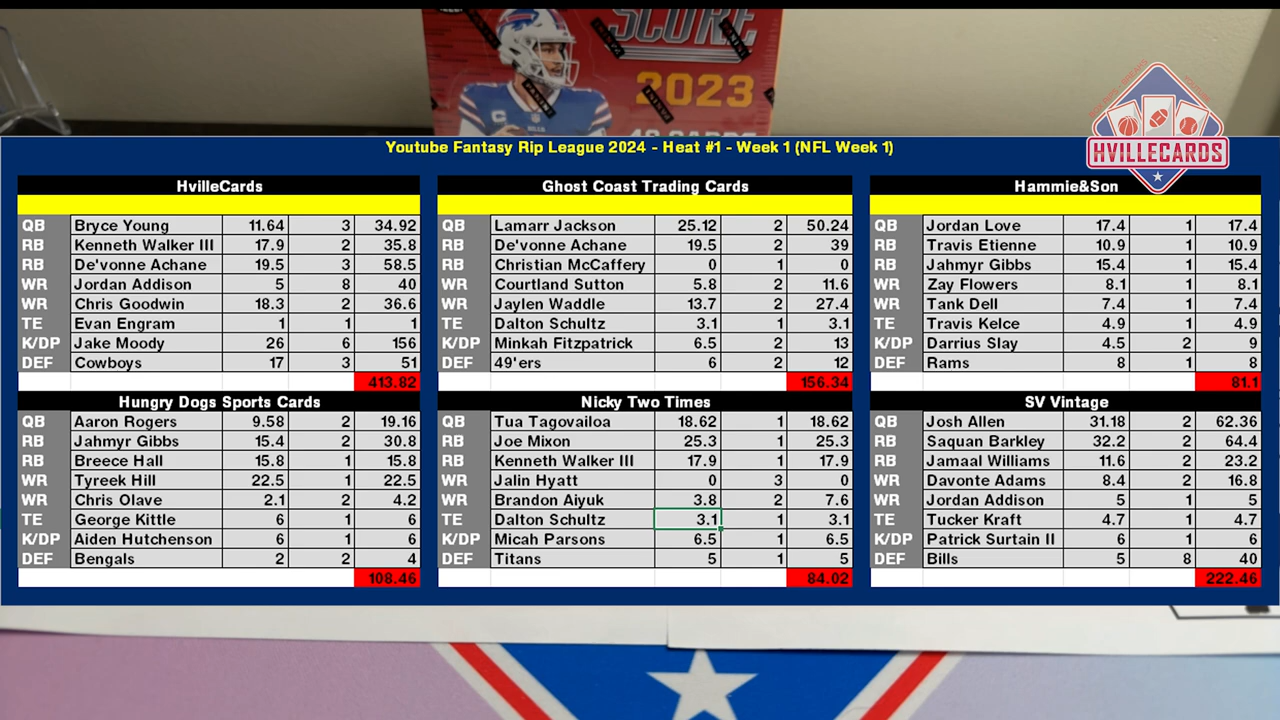 SCORE
2023
40 CARDS
PANINI
BILLS
HVILLECARDS
Youtube Fantasy Rip League 2024 - Heat #1 - Week 1 (NFL Week 1)
HvilleCards
QB Bryce Young 11.64 3 34.92
RB Kenneth Walker III 17.9 2 35.8
RB De'vonne Achane 19.5 3 58.5
WR Jordan Addison 5 8 40
WR Chris Goodwin 18.3 2 36.6
TE Evan Engram 1 1 1
K/DP Jake Moody 26 6 156
DEF Cowboys 17 3 51
413.82
Ghost Coast Trading Cards
QB Lamarr Jackson 25.12 2 50.24
RB De'vonne Achane 19.5 2 39
RB Christian McCaffery 0 1 0
WR Courtland Sutton 5.8 2 11.6
WR Jaylen Waddle 13.7 2 27.4
TE Dalton Schultz 3.1 1 3.1
K/DP Minkah Fitzpatrick 6.5 2 13
DEF 49'ers 6 2 12
156.34
Hammie&Son
QB Jordan Love 17.4 1 17.4
RB Travis Etienne 10.9 1 10.9
RB Jahmyr Gibbs 15.4 1 15.4
WR Zay Flowers 8.1 1 8.1
WR Tank Dell 7.4 1 7.4
TE Travis Kelce 4.9 1 4.9
K/DP Darrius Slay 4.5 2 9
DEF Rams 8 1 8
81.1
Hungry Dogs Sports Cards
QB Aaron Rogers 9.58 2 19.16
RB Jahmyr Gibbs 15.4 2 30.8
RB Breece Hall 15.8 1 15.8
WR Tyreek Hill 22.5 1 22.5
WR Chris Olave 2.1 2 4.2
TE George Kittle 6 1 6
K/DP Aiden Hutchenson 6 1 6
DEF Bengals 2 2 4
108.46
Nicky Two Times
QB Tua Tagovailoa 18.62 1 18.62
RB Joe Mixon 25.3 1 25.3
RB Kenneth Walker III 17.9 1 17.9
WR Jalin Hyatt 0 3 0
WR Brandon Aiyuk 3.8 2 7.6
TE Dalton Schultz 3.1 1 3.1
K/DP Micah Parsons 6.5 1 6.5
DEF Titans 5 1 5
84.02
SV Vintage
QB Josh Allen 31.18 2 62.36
RB Saquan Barkley 32.2 2 64.4
RB Jamaal Williams 11.6 2 23.2
WR Davonte Adams 8.4 2 16.8
WR Jordan Addison 5 1 5
TE Tucker Kraft 4.7 1 4.7
K/DP Patrick Surtain II 6 1 6
DEF Bills 5 8 40
222.46